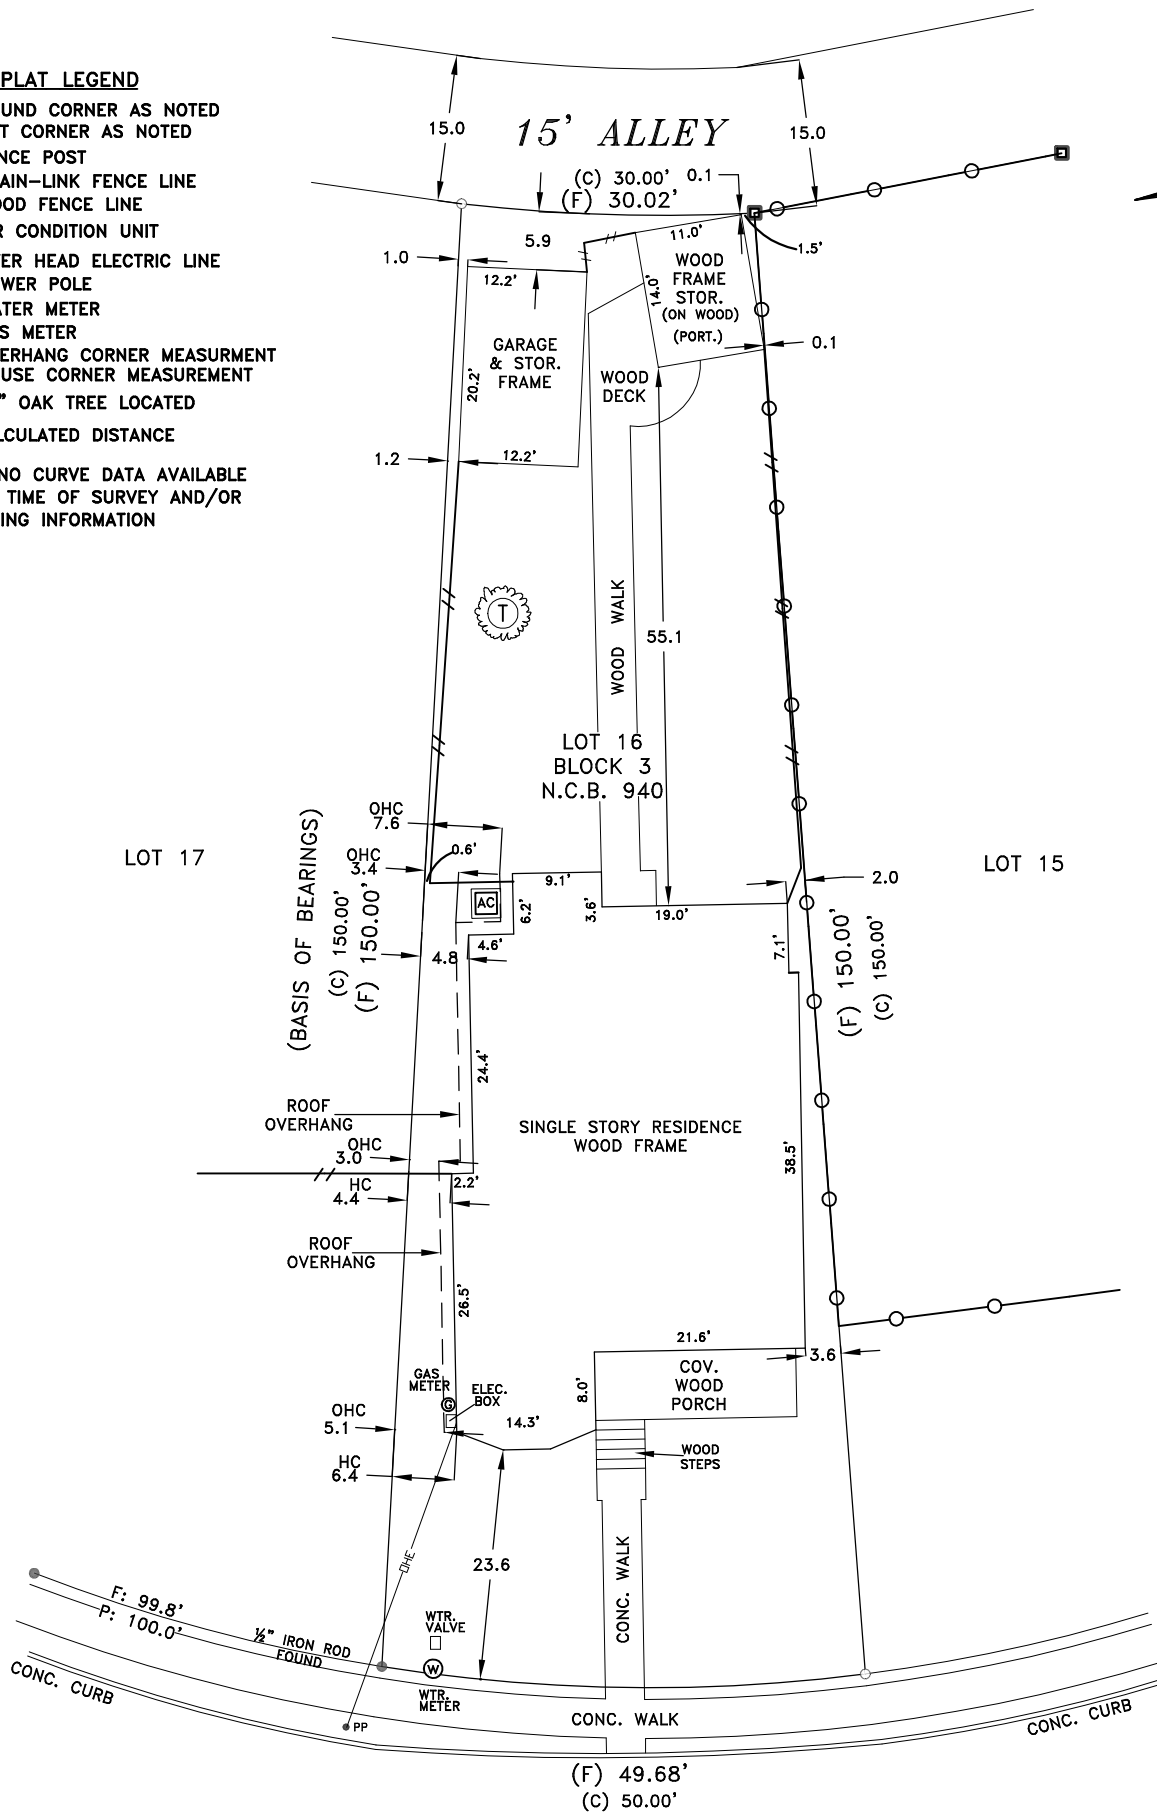 PLAT LEGEND
UND CORNER AS NOTED
T CORNER AS NOTED
NCE POST
AIN-LINK FENCE LINE
OOD FENCE LINE
R CONDITION UNIT
ER HEAD ELECTRIC LINE
WER POLE
TER METER
S METER
ERHANG CORNER MEASURMENT
USE CORNER MEASUREMENT
" OAK TREE LOCATED
LCULATED DISTANCE
NO CURVE DATA AVAILABLE
TIME OF SURVEY AND/OR
ING INFORMATION
15.0
15' ALLEY
15.0
(C) 30.00'
0.1
(F) 30.02'
1.0
5.9
11.0'
1.5'
12.2'
WOOD
FRAME
STOR.
(ON WOOD)
(PORT.)
14.0'
0.1
GARAGE
& STOR.
FRAME
20.2'
WOOD
DECK
1.2
12.2'
T
WOOD WALK
55.1
LOT 16
BLOCK 3
N.C.B. 940
LOT 17
LOT 15
OHC
7.6
OHC
3.4
0.6'
AC
9.1'
6.2'
3.6'
19.0'
2.0
7.1'
4.6'
4.8
(BASIS OF BEARINGS)
(C) 150.00'
(F) 150.00'
(F) 150.00'
(C) 150.00'
24.4'
ROOF
OVERHANG
SINGLE STORY RESIDENCE
WOOD FRAME
38.5'
OHC
3.0
HC
4.4
2.2'
ROOF
OVERHANG
26.5'
21.6'
3.6
COV.
WOOD
PORCH
8.0'
GAS
METER
G
ELEC.
BOX
14.3'
OHC
5.1
HC
6.4
WOOD
STEPS
OHE
23.6
CONC. WALK
F: 99.8'
P: 100.0'
½" IRON ROD
FOUND
WTR.
VALVE
W
WTR.
METER
PP
CONC. CURB
CONC. WALK
CONC. CURB
(F) 49.68'
(C) 50.00'